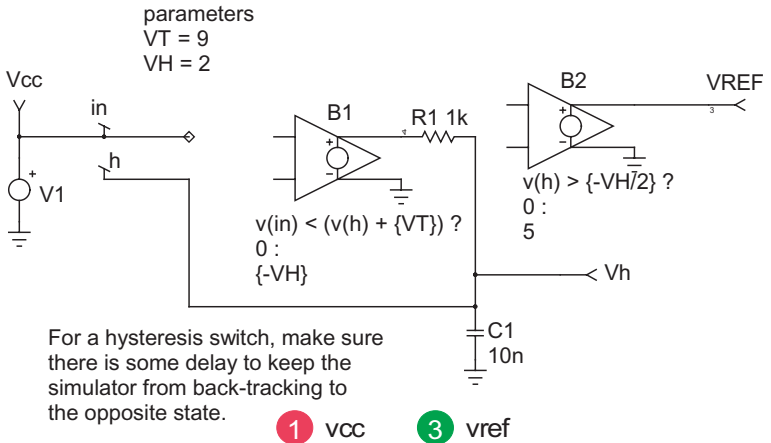 parameters
VT = 9
VH = 2
Vcc
in
h
V1
+
B1
+
−
4
R1 1k
B2
+
−
3
VREF
v(in) < (v(h) + {VT}) ?
0 :
{-VH}
v(h) > {-VH/2} ?
0 :
5
Vh
C1
10n
For a hysteresis switch, make sure
there is some delay to keep the
simulator from back-tracking to
the opposite state.
1 vcc
3 vref